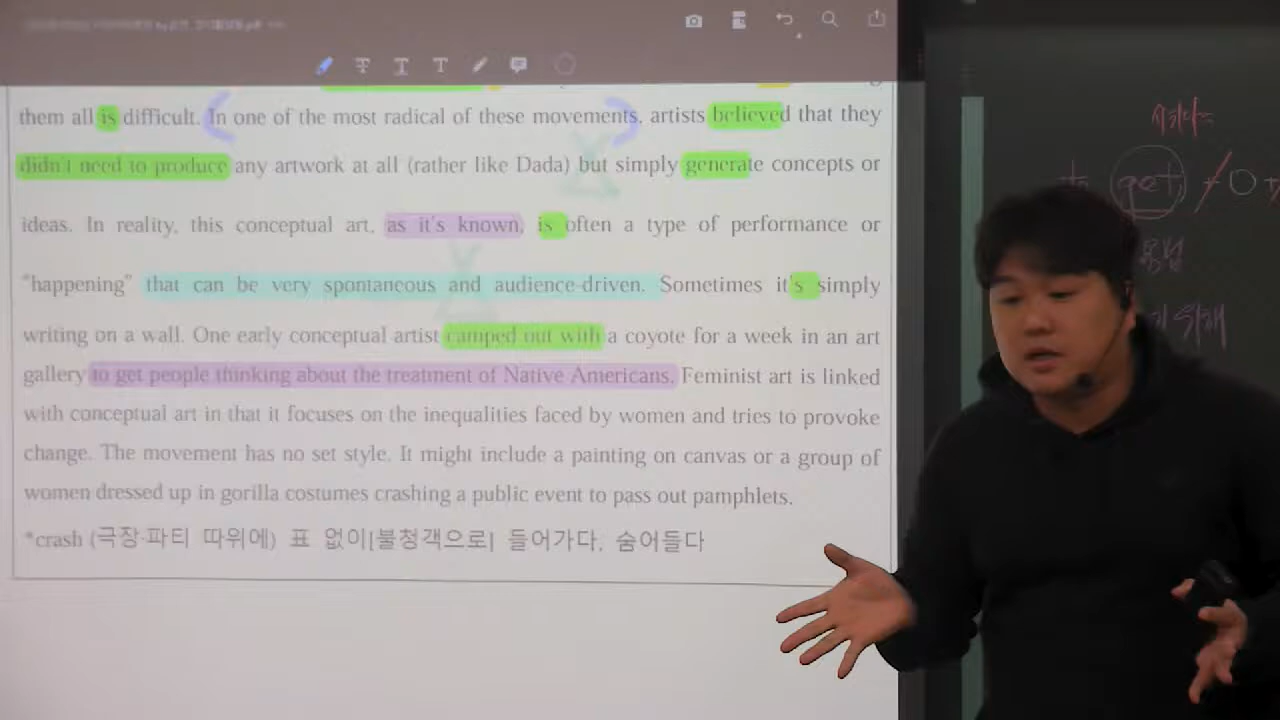 them all is difficult. In one of the most radical of these movements, artists believed that they
didn't need to produce any artwork at all (rather like Dada) but simply generate concepts or
ideas. In reality, this conceptual art, as it's known, is often a type of performance or
"happening" that can be very spontaneous and audience-driven. Sometimes it's simply
writing on a wall. One early conceptual artist camped out with a coyote for a week in an art
gallery to get people thinking about the treatment of Native Americans. Feminist art is linked
with conceptual art in that it focuses on the inequalities faced by women and tries to provoke
change. The movement has no set style. It might include a painting on canvas or a group of
women dressed up in gorilla costumes crashing a public event to pass out pamphlets.
*crash (극장·파티 따위에) 표 없이[불청객으로] 들어가다, 숨어들다
get
위해